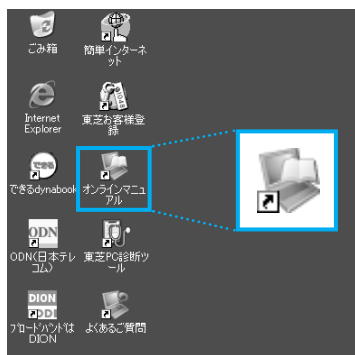 ごみ箱
簡単インターネ
ット
Internet
Explorer
東芝お客様登
録
できる
できるdynabook
オンラインマニュ
アル
ODN
ODN(日本テレ
コム)
東芝PC診断ツ
ール
DION
DDI
ブロードバンドは
DION
よくあるご質問